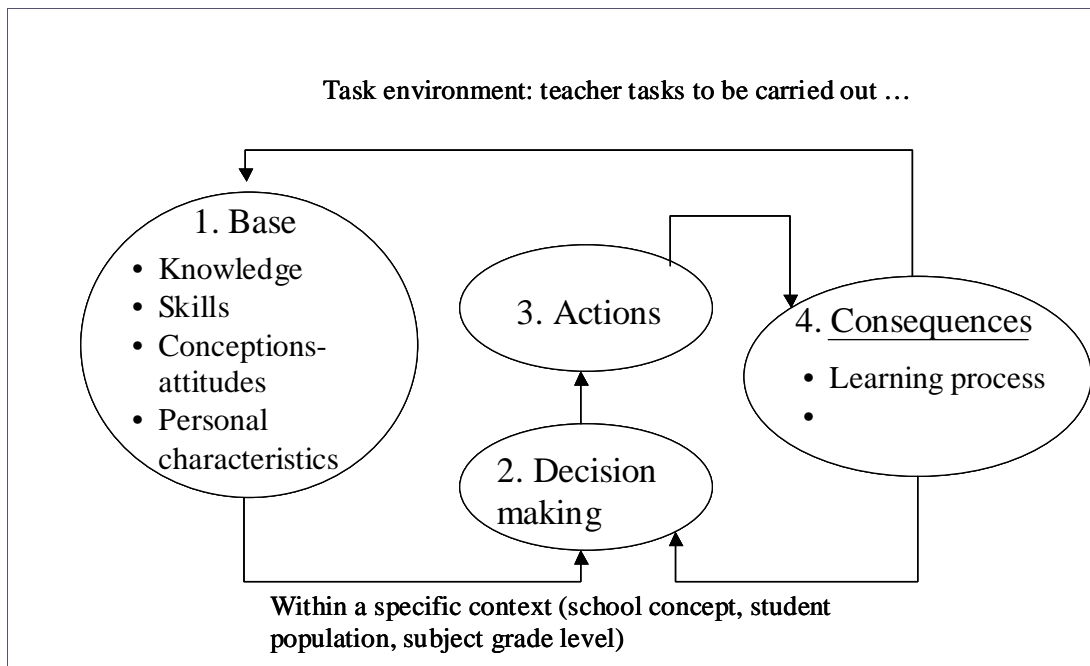 Task environment: teacher tasks to be carried out …
1. Base
• Knowledge
• Skills
• Conceptions-
attitudes
• Personal
characteristics
3. Actions
4. Consequences
• Learning process
•
2. Decision
making
Within a specific context (school concept, student
population, subject grade level)